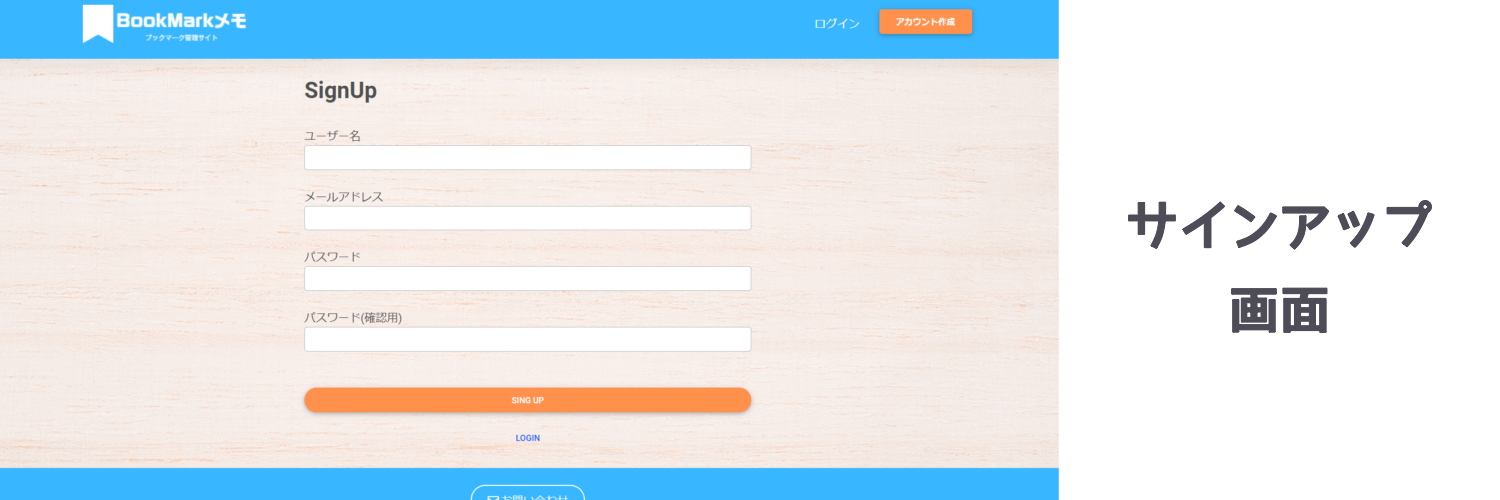 BookMarkメモ
ブックマーク管理サイト
ログイン
アカウント作成
SignUp
ユーザー名
メールアドレス
パスワード
パスワード(確認用)
SING UP
LOGIN
お問い合わせ
サインアップ
画面